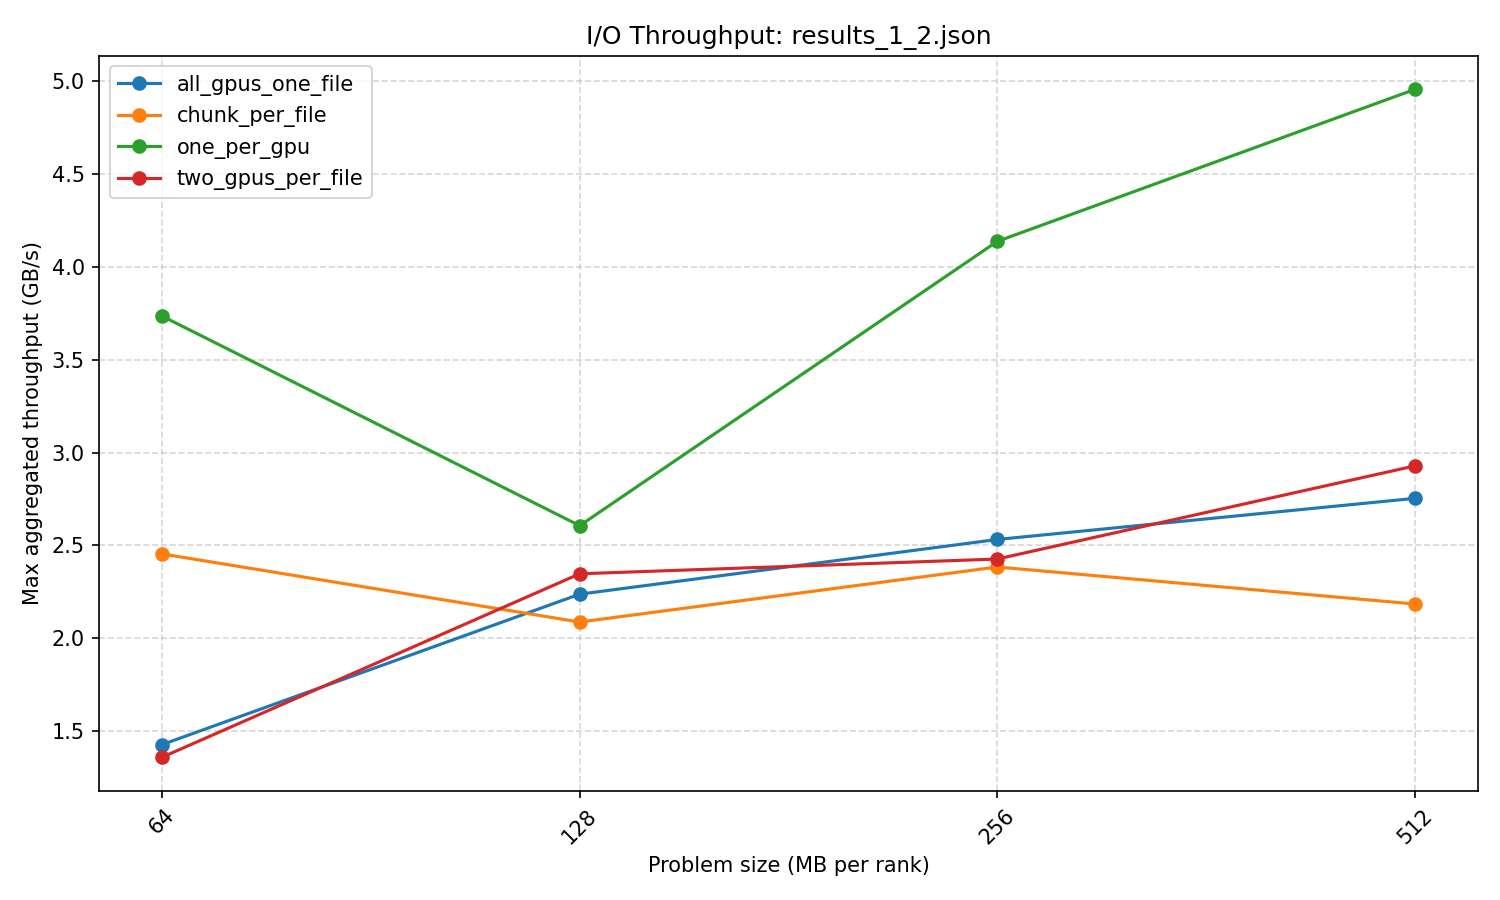 I/O Throughput: results_1_2.json
all_gpus_one_file
chunk_per_file
one_per_gpu
two_gpus_per_file
Max aggregated throughput (GB/s)
5.0
4.5
4.0
3.5
3.0
2.5
2.0
1.5
64
128
256
512
Problem size (MB per rank)